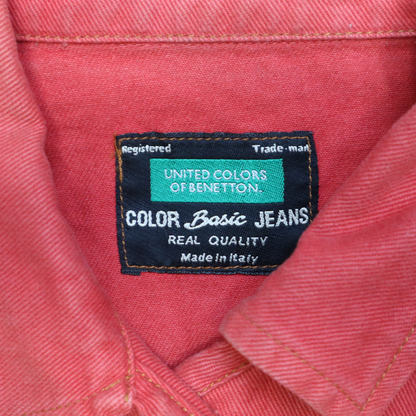 Registered Trade-mark
UNITED COLORS
OF BENETTON.
COLOR Basic JEANS
REAL QUALITY
Made in Italy